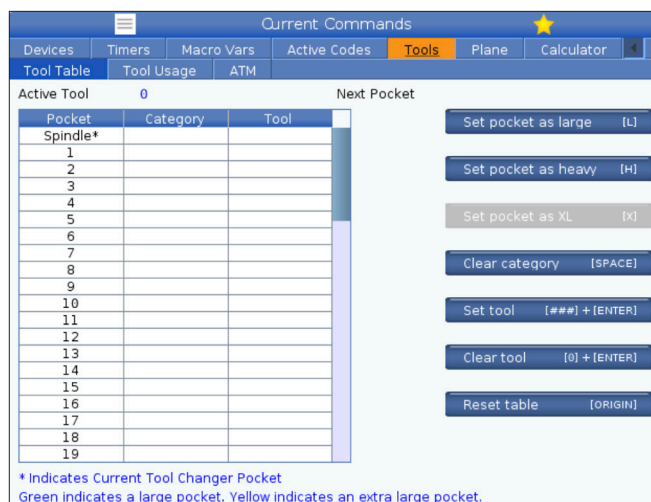 Current Commands
Devices Timers Macro Vars Active Codes Tools Plane Calculator
Tool Table Tool Usage ATM
Active Tool 0 Next Pocket
Pocket Category Tool
Spindle*
1
2
3
4
5
6
7
8
9
10
11
12
13
14
15
16
17
18
19
Set pocket as large [L]
Set pocket as heavy [H]
Set pocket as XL [X]
Clear category [SPACE]
Set tool [###]+[ENTER]
Clear tool [0]+[ENTER]
Reset table [ORIGIN]
* Indicates Current Tool Changer Pocket
Green indicates a large pocket. Yellow indicates an extra large pocket.